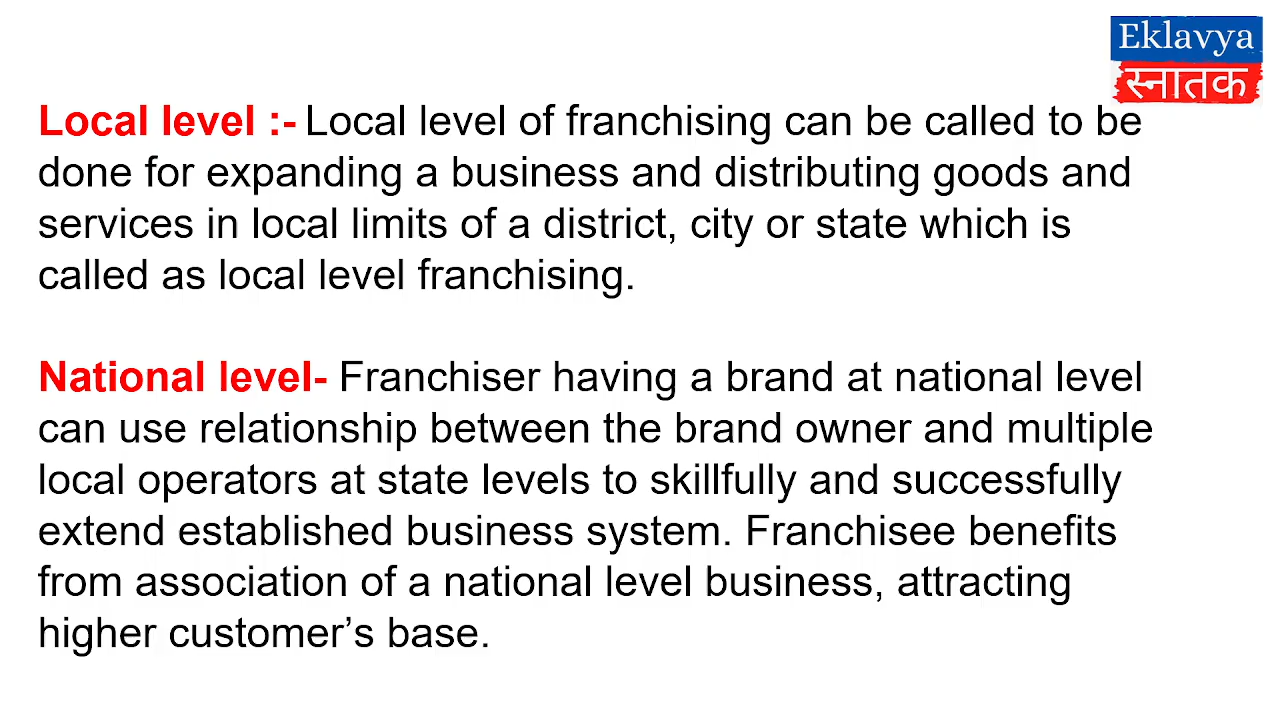 Eklavya
स्नातक
Local level :- Local level of franchising can be called to be
done for expanding a business and distributing goods and
services in local limits of a district, city or state which is
called as local level franchising.
National level- Franchiser having a brand at national level
can use relationship between the brand owner and multiple
local operators at state levels to skillfully and successfully
extend established business system. Franchisee benefits
from association of a national level business, attracting
higher customer’s base.